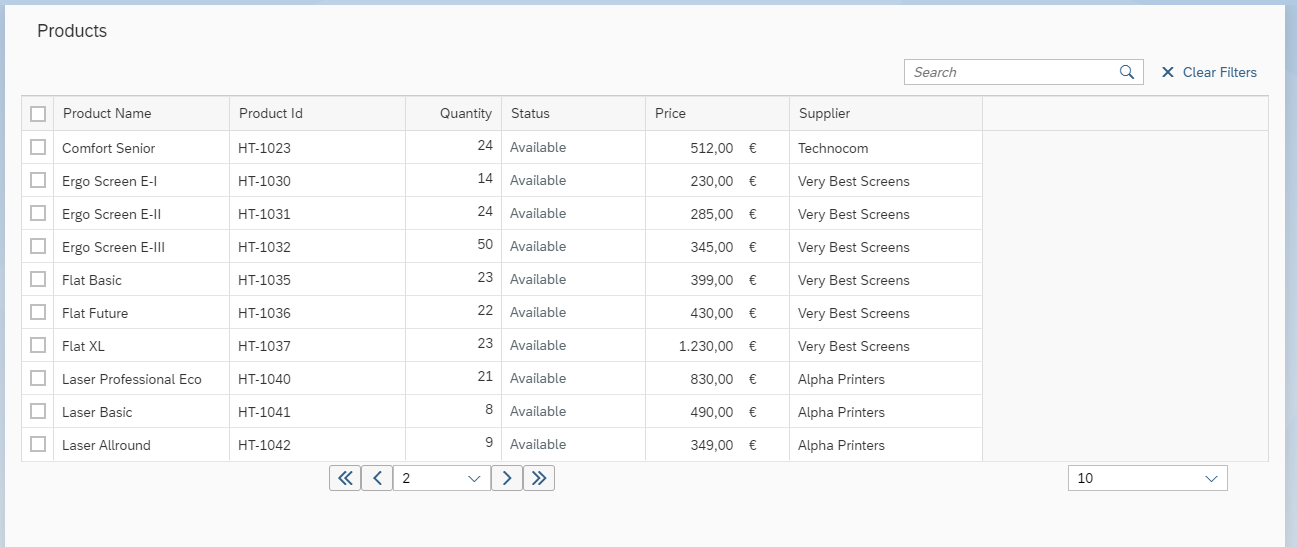 Products
Search Clear Filters
Product Name Product Id Quantity Status Price Supplier
Comfort Senior HT-1023 24 Available 512,00 € Technocom
Ergo Screen E-I HT-1030 14 Available 230,00 € Very Best Screens
Ergo Screen E-II HT-1031 24 Available 285,00 € Very Best Screens
Ergo Screen E-III HT-1032 50 Available 345,00 € Very Best Screens
Flat Basic HT-1035 23 Available 399,00 € Very Best Screens
Flat Future HT-1036 22 Available 430,00 € Very Best Screens
Flat XL HT-1037 23 Available 1.230,00 € Very Best Screens
Laser Professional Eco HT-1040 21 Available 830,00 € Alpha Printers
Laser Basic HT-1041 8 Available 490,00 € Alpha Printers
Laser Allround HT-1042 9 Available 349,00 € Alpha Printers
2 10